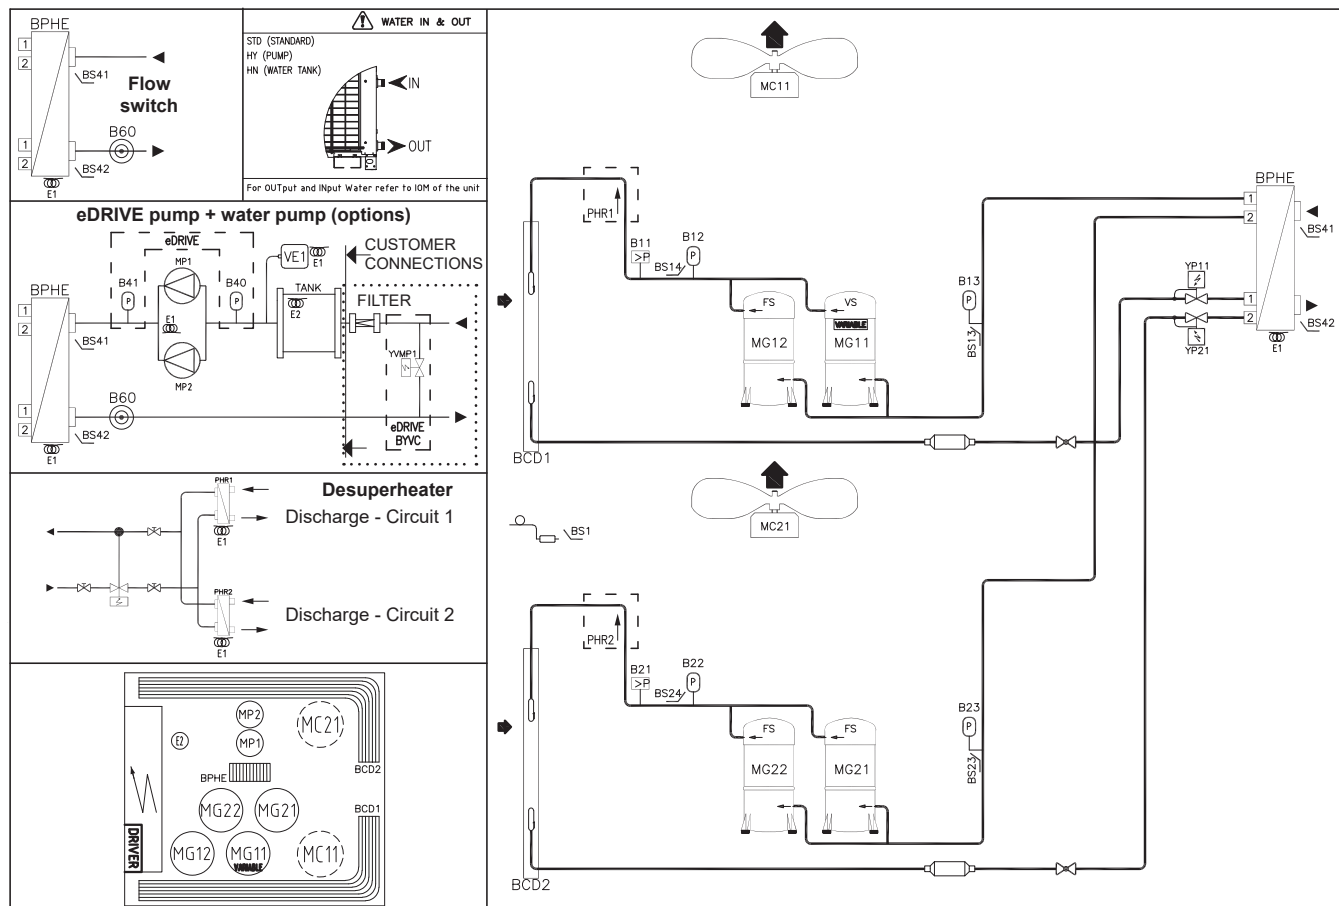 BPHE
1
2
BS41
Flow
switch
B60
1
2
BS42
E1
WATER IN & OUT
STD (STANDARD)
HY (PUMP)
HN (WATER TANK)
IN
OUT
For OUTput and INput Water refer to IOM of the unit
eDRIVE pump + water pump (options)
eDRIVE
MP1
VE1
E1
CUSTOMER
CONNECTIONS
BPHE
B41
P
B40
P
TANK
E2
FILTER
1
2
E1
BS41
YVMP1
MP2
B60
1
2
BS42
eDRIVE
BYVC
E1
Desuperheater
PHR1
Discharge - Circuit 1
E1
PHR2
Discharge - Circuit 2
E1
MP2
MC21
E2
MP1
BPHE
BCD2
MG22
MG21
BCD1
DRIVER
MG12
MG11
VARIABLE
MC11
MC11
PHR1
B11
>P
B12
P
BS14
FS
MG12
VS
VARIABLE
MG11
B13
P
BS13
BPHE
1
2
BS41
YP11
1
2
BS42
YP21
E1
BCD1
MC21
BS1
PHR2
B21
>P
B22
P
BS24
FS
MG22
FS
MG21
B23
P
BS23
BCD2